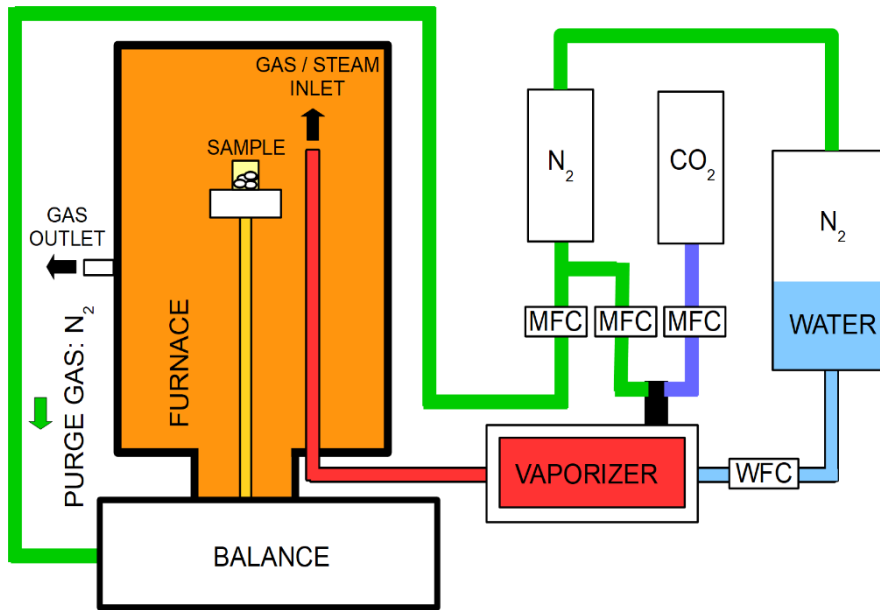 GAS / STEAM
INLET
SAMPLE
GAS
OUTLET
PURGE GAS: N₂
FURNACE
BALANCE
N₂
CO₂
N₂
WATER
MFC
MFC
MFC
VAPORIZER
WFC